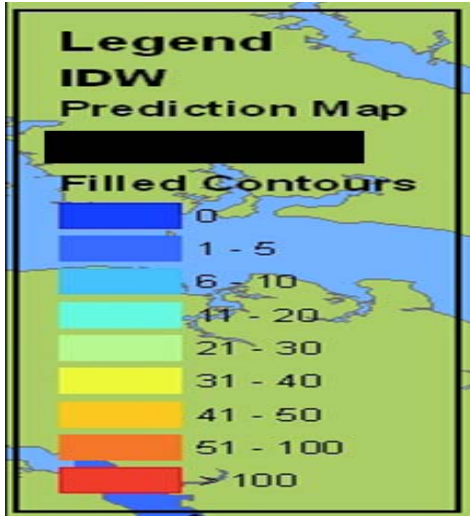 Legend
IDW
Prediction Map
Filled Contours
0
1 - 5
6 - 10
11 - 20
21 - 30
31 - 40
41 - 50
51 - 100
> 100